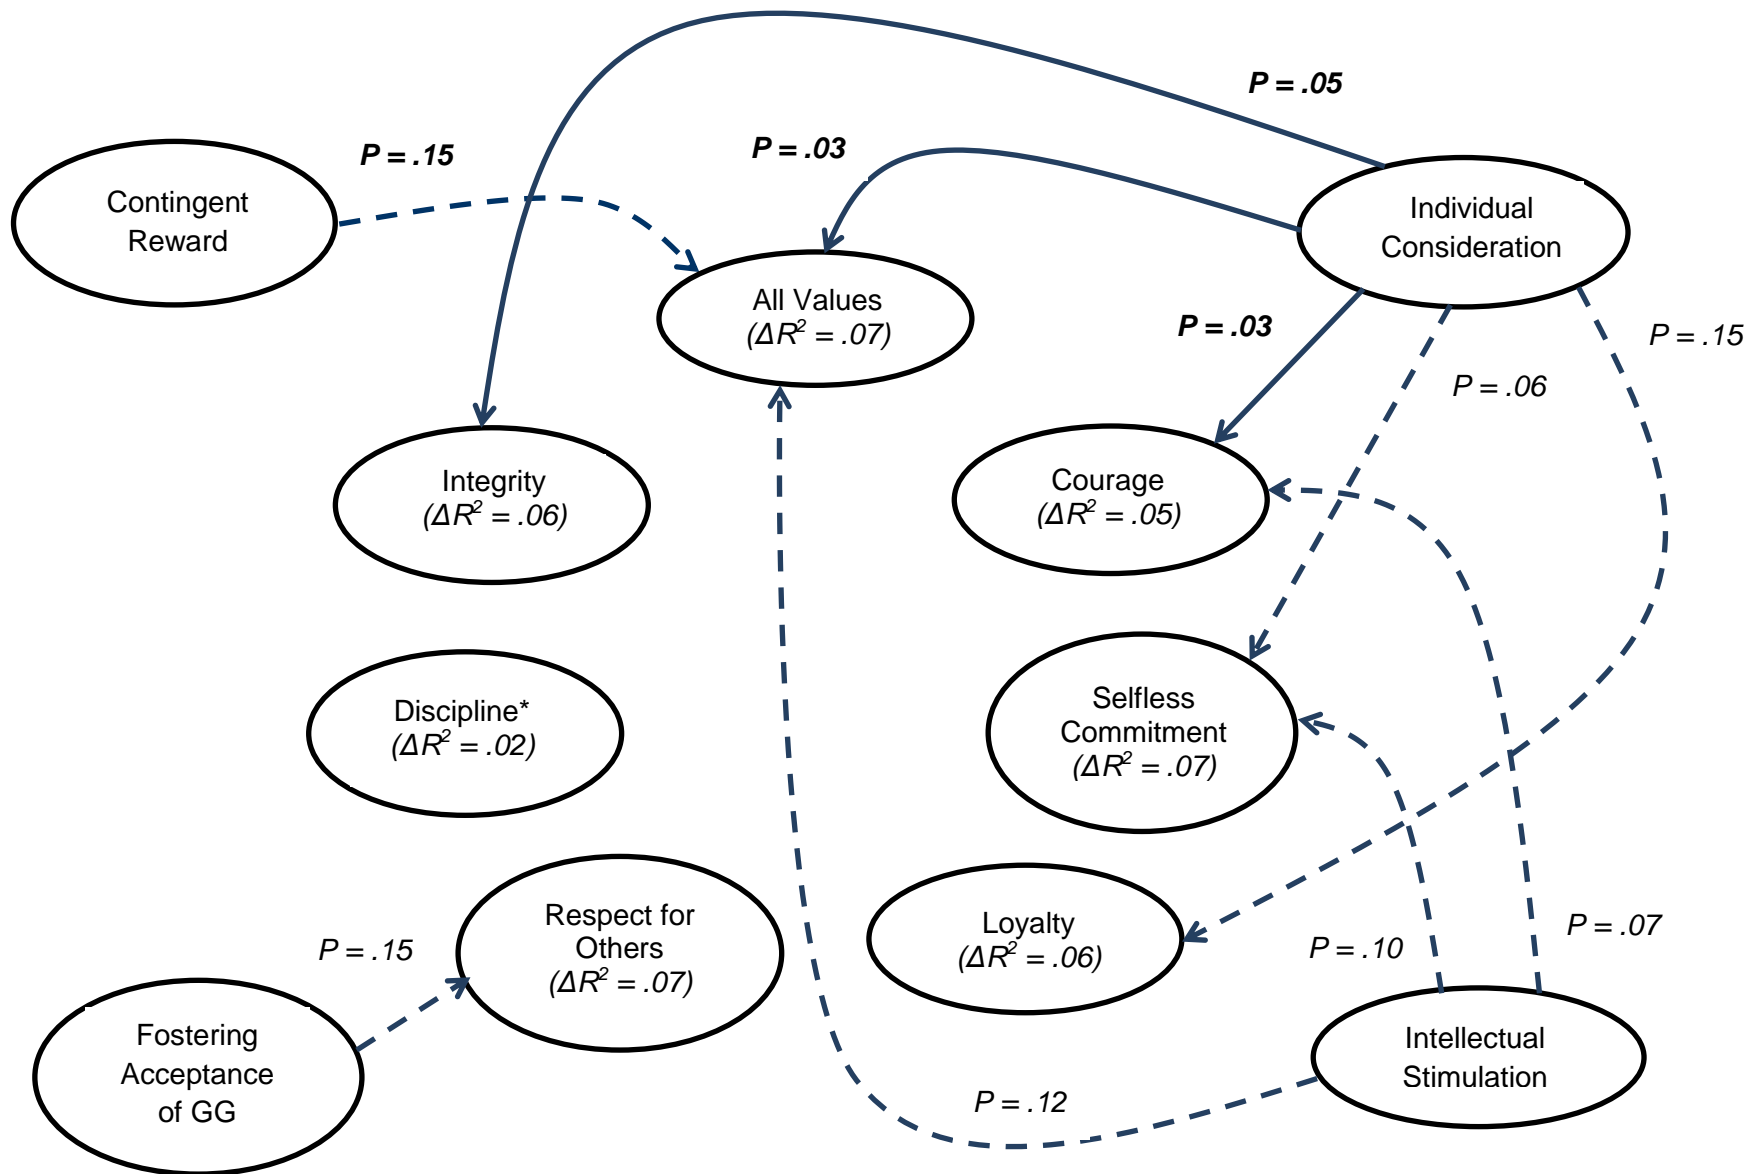 P = .05
P = .15
P = .03
Contingent
Reward
Individual
Consideration
All Values
(ΔR² = .07)
P = .03
P = .15
P = .06
Integrity
(ΔR² = .06)
Courage
(ΔR² = .05)
Discipline*
(ΔR² = .02)
Selfless
Commitment
(ΔR² = .07)
Respect for
Others
(ΔR² = .07)
Loyalty
(ΔR² = .06)
P = .15
P = .10
P = .07
Fostering
Acceptance
of GG
Intellectual
Stimulation
P = .12